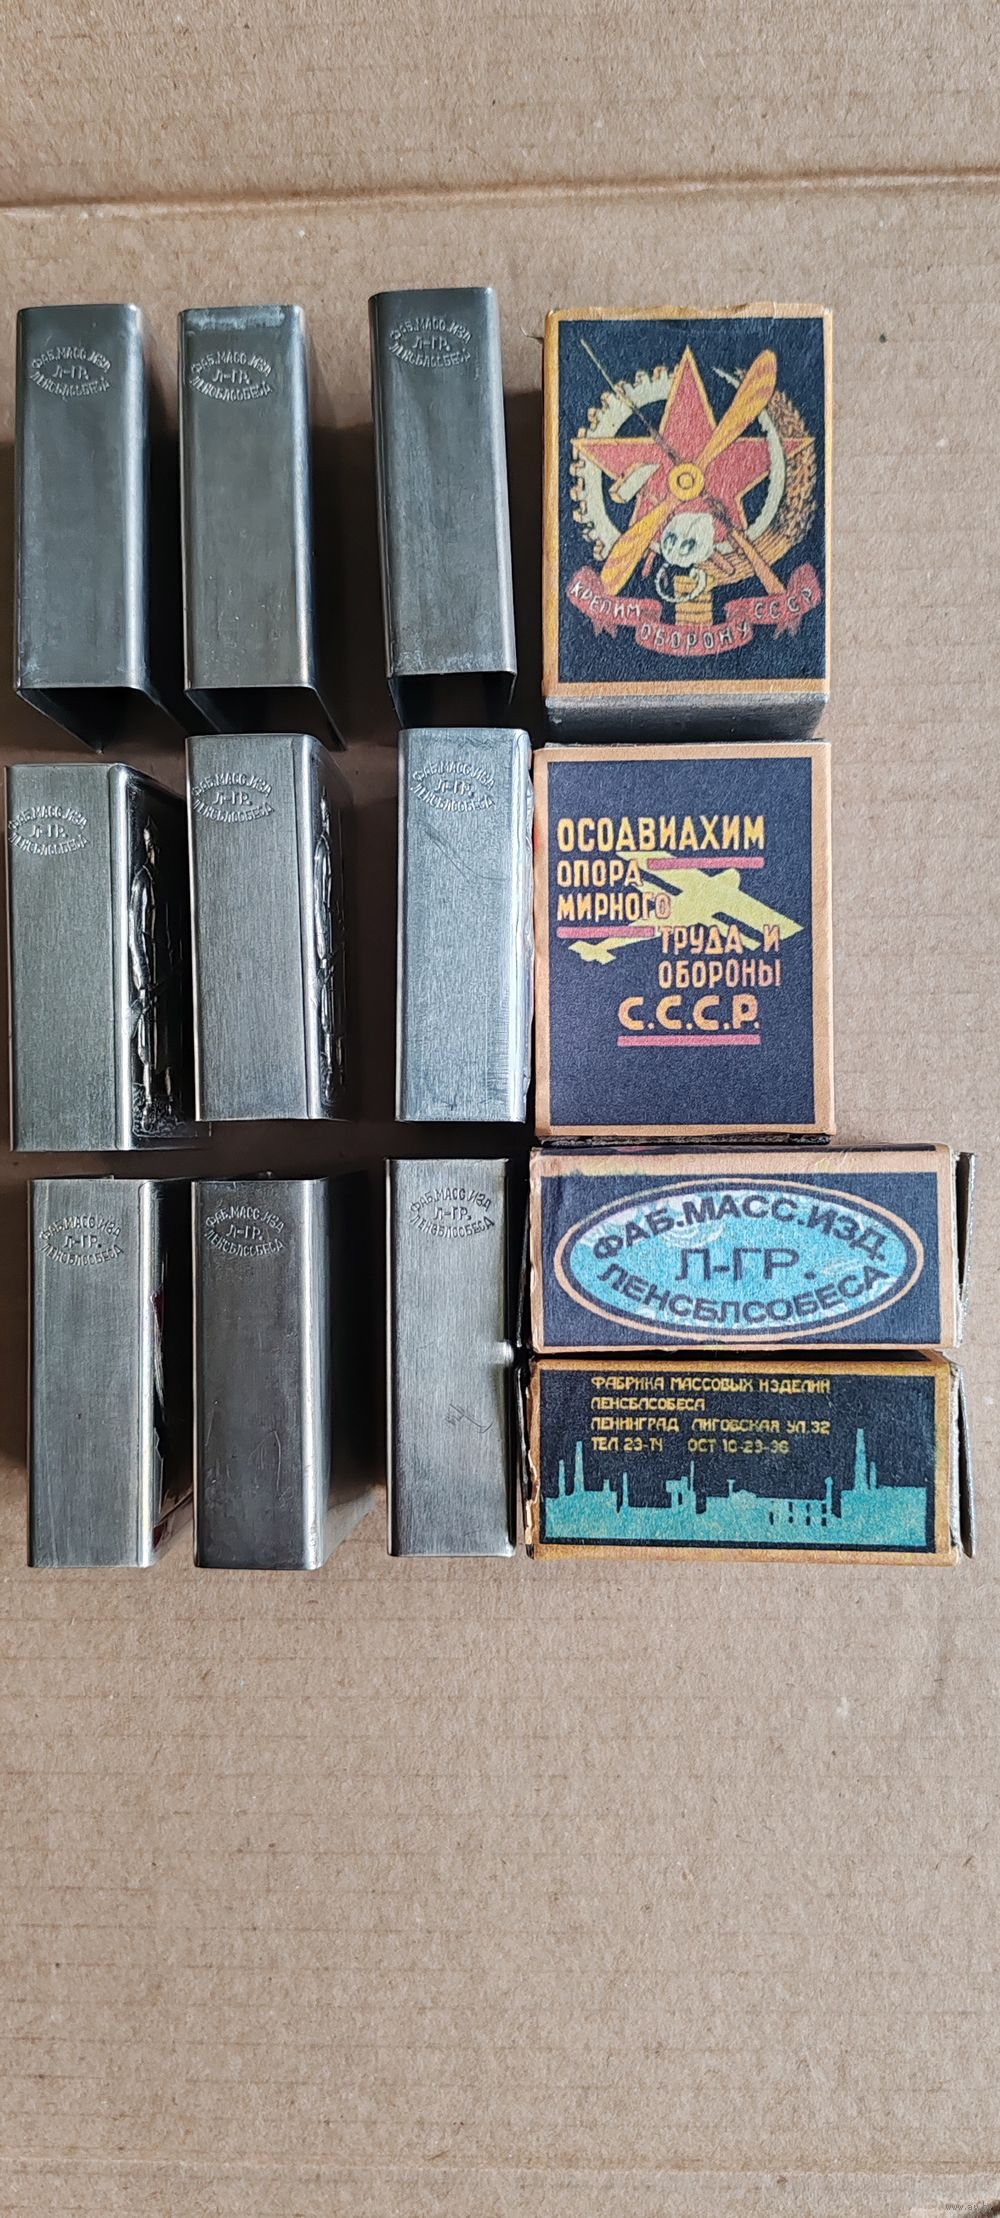 ФАБ.МАСС.ИЗД
Л-ГР.
ЛЕНСБЛСОБЕСА
ФАБ.МАСС.ИЗД
Л-ГР.
ЛЕНСБЛСОБЕСА
ФАБ.МАСС.ИЗД
Л-ГР.
ЛЕНСБЛСОБЕСА
КРЕПИМ ОБОРОНУ СССР
ФАБ.МАСС.ИЗД
Л-ГР.
ЛЕНСБЛСОБЕСА
ФАБ.МАСС.ИЗД
Л-ГР.
ЛЕНСБЛСОБЕСА
ФАБ.МАСС.ИЗД
Л-ГР.
ЛЕНСБЛСОБЕСА
ОСОАВИАХИМ
ОПОРА
МИРНОГО
ТРУДА И
ОБОРОНЫ
С.С.С.Р.
ФАБ.МАСС.ИЗД
Л-ГР.
ЛЕНСБЛСОБЕСА
ФАБ.МАСС.ИЗД
Л-ГР.
ЛЕНСБЛСОБЕСА
ФАБ.МАСС.ИЗД
Л-ГР.
ЛЕНСБЛСОБЕСА
ФАБ.МАСС.ИЗД.
Л-ГР.
ЛЕНСБЛСОБЕСА
ФАБРИКА МАССОВЫХ ИЗДЕЛИИ
ЛЕНСБЛСОБЕСА
ЛЕНИНГРАД ЛИГОВСКАЯ УЛ.32
ТЕЛ 23-14 ОСТ 10-23-36